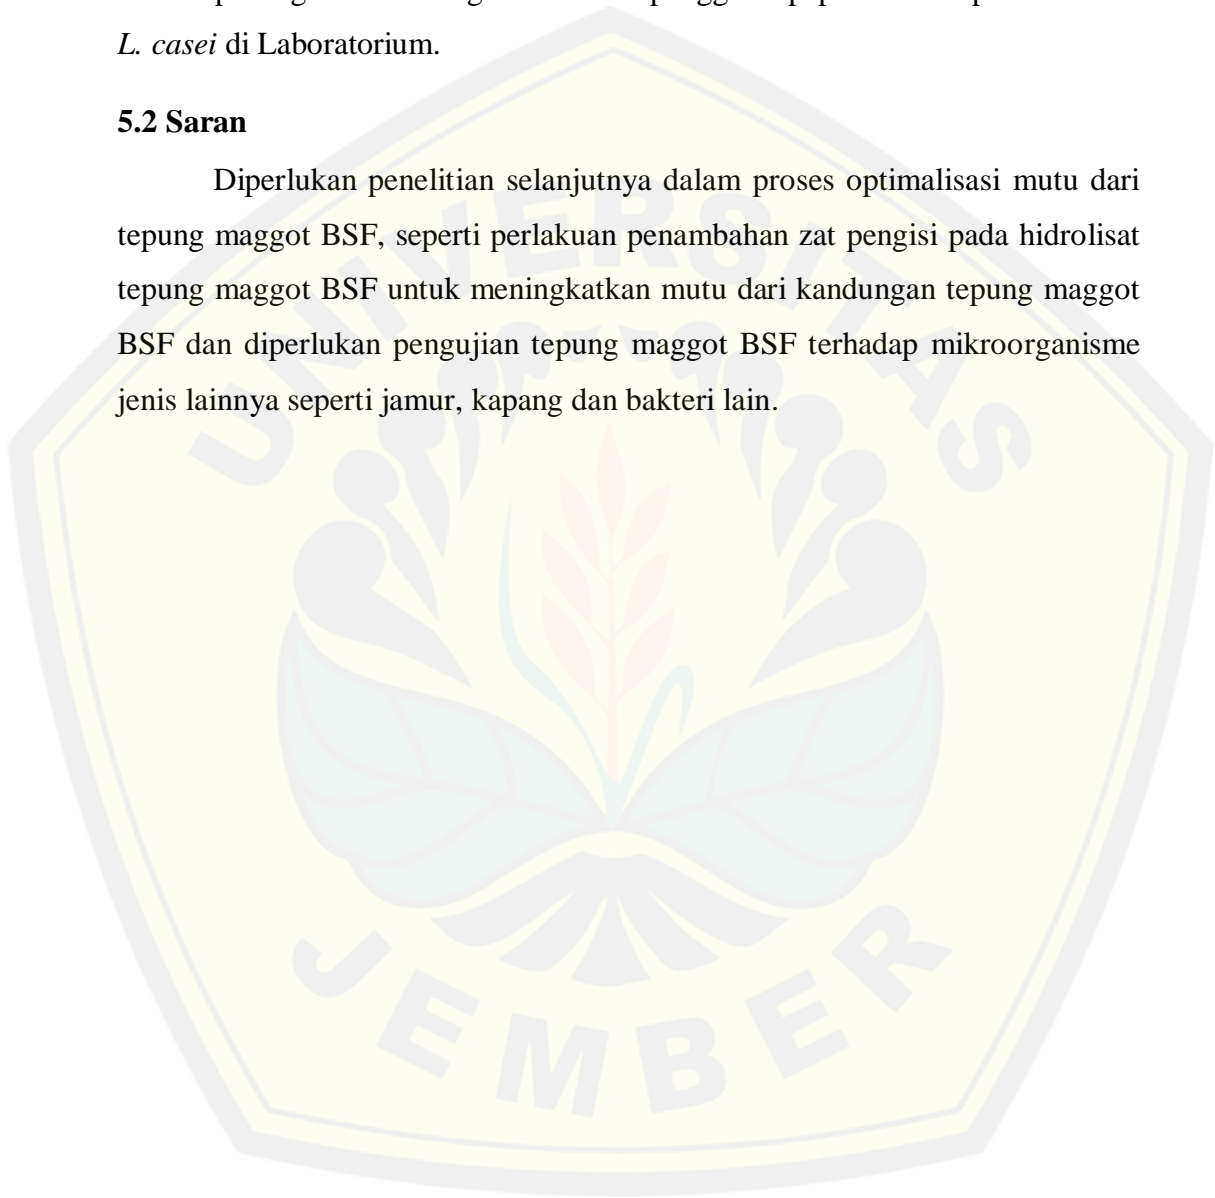 L. casei di Laboratorium.
5.2 Saran
Diperlukan penelitian selanjutnya dalam proses optimalisasi mutu dari
tepung maggot BSF, seperti perlakuan penambahan zat pengisi pada hidrolisat
tepung maggot BSF untuk meningkatkan mutu dari kandungan tepung maggot
BSF dan diperlukan pengujian tepung maggot BSF terhadap mikroorganisme
jenis lainnya seperti jamur, kapang dan bakteri lain.
UNIVERSITAS
JEMBER